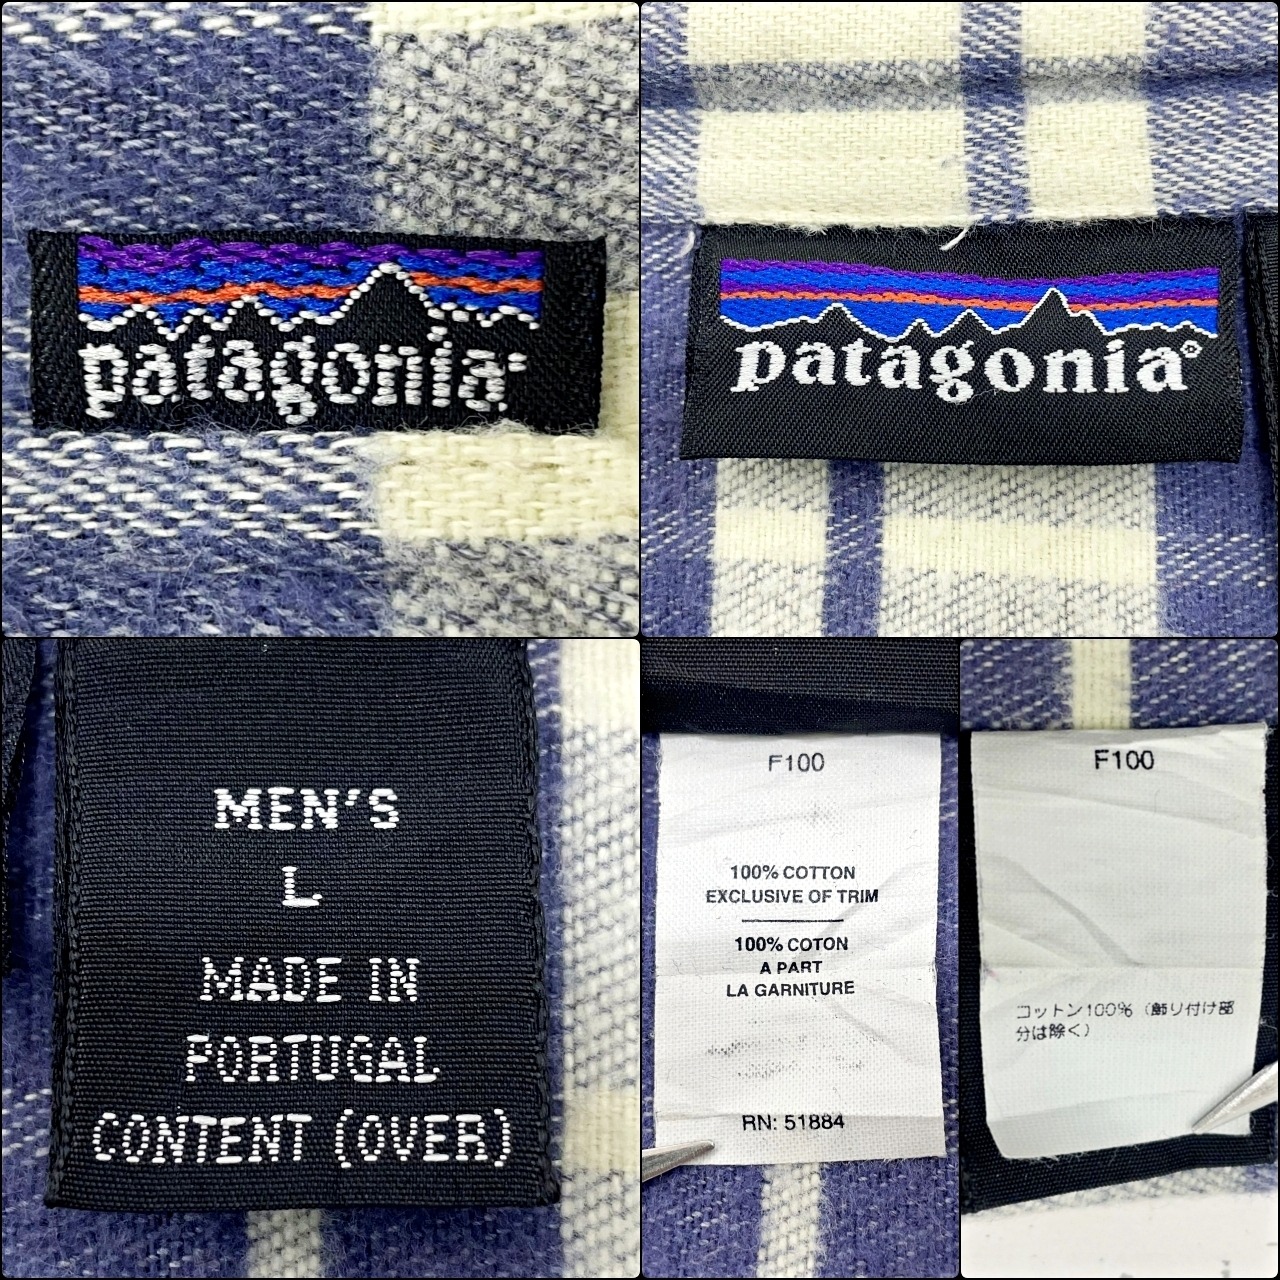 patagonia
patagonia®
MEN'S
L
MADE IN
PORTUGAL
CONTENT (OVER)
F100
100% COTTON
EXCLUSIVE OF TRIM
100% COTON
A PART
LA GARNITURE
RN: 51884
F100
コットン100% (飾り付け部
分は除く)